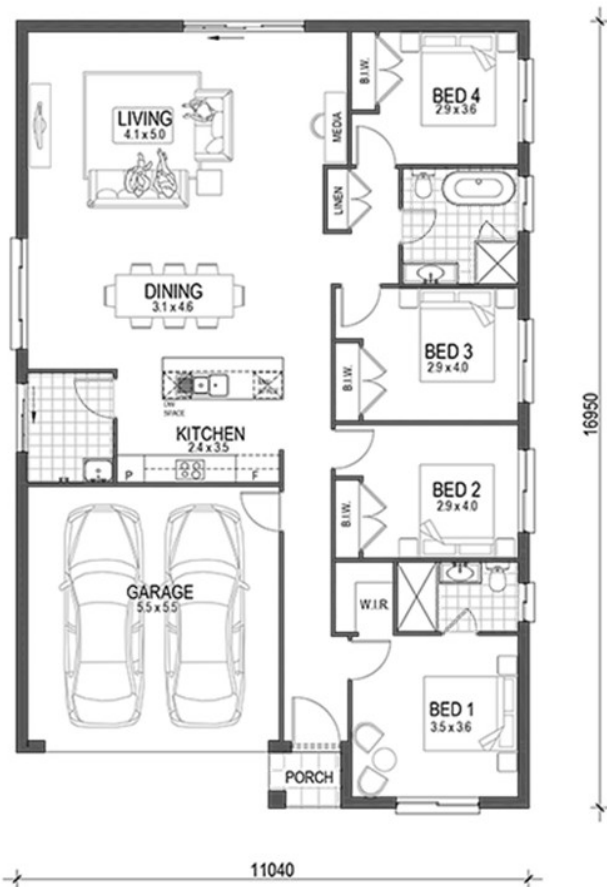 B.I.W.
BED 4
2.9 x 3.6
LIVING
4.1 x 5.0
MEDIA
LINEN
DINING
3.1 x 4.6
BED 3
2.9 x 4.0
B.I.W.
16950
KITCHEN
2.4 x 3.5
P
F
BED 2
2.9 x 4.0
B.I.W.
GARAGE
5.5 x 5.5
W.I.R.
BED 1
3.5 x 3.6
PORCH
11040